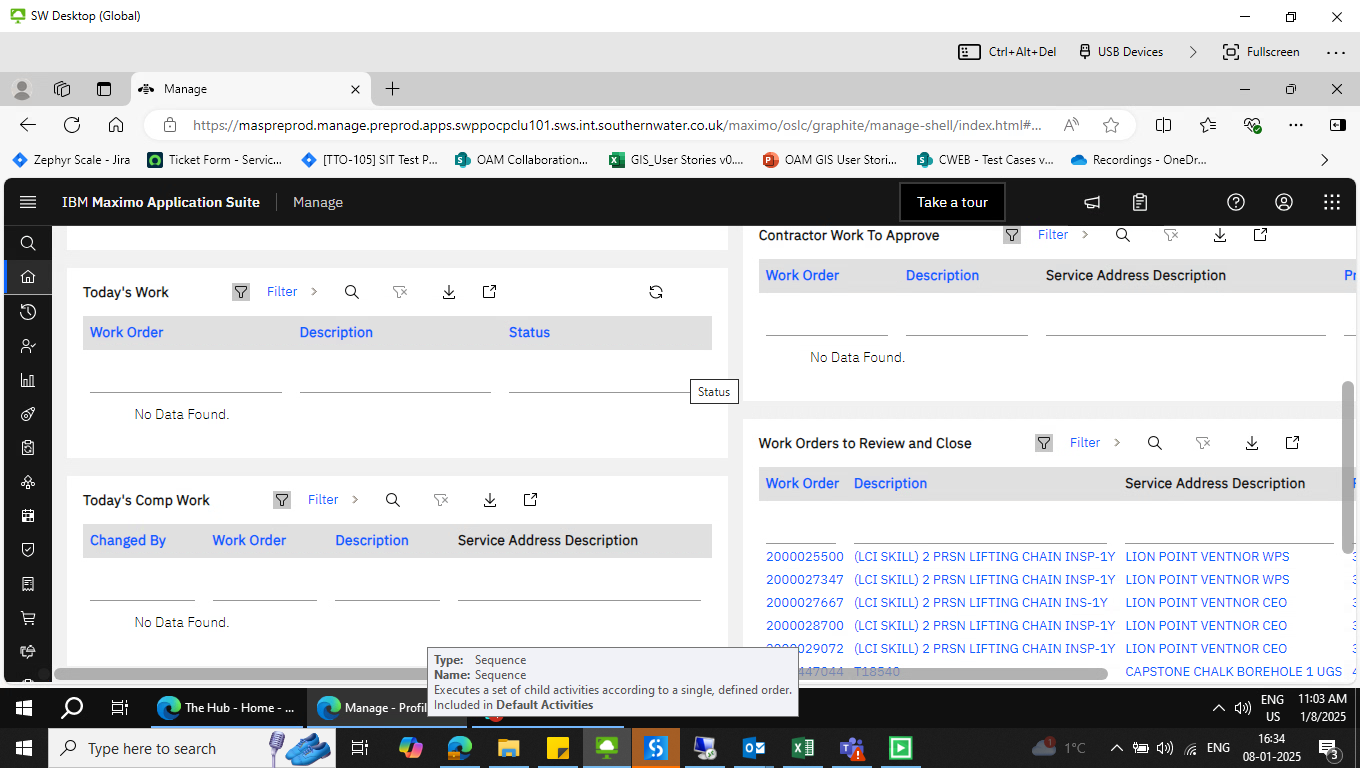 SW Desktop (Global)
Ctrl+Alt+Del
USB Devices
Fullscreen
Manage
https://maspreprod.manage.preprod.apps.swppocpclu101.sws.int.southernwater.co.uk/maximo/oslc/graphite/manage-shell/index.html#...
Zephyr Scale - Jira
Ticket Form - Servic...
[TTO-105] SIT Test P...
OAM Collaboration...
GIS_User Stories v0....
OAM GIS User Stori...
CWEB - Test Cases v...
Recordings - OneDr...
IBM Maximo Application Suite
Manage
Take a tour
Today's Work
Filter
Work Order Description Status
No Data Found.
Status
Today's Comp Work
Filter
Changed By Work Order Description Service Address Description
No Data Found.
Contractor Work To Approve
Filter
Work Order Description Service Address Description Pr
No Data Found.
Work Orders to Review and Close
Filter
Work Order Description Service Address Description
2000025500 (LCI SKILL) 2 PRSN LIFTING CHAIN INSP-1Y LION POINT VENTNOR WPS 3
2000027347 (LCI SKILL) 2 PRSN LIFTING CHAIN INSP-1Y LION POINT VENTNOR WPS 3
2000027667 (LCI SKILL) 2 PRSN LIFTING CHAIN INS-1Y LION POINT VENTNOR CEO 3
2000028700 (LCI SKILL) 2 PRSN LIFTING CHAIN INSP-1Y LION POINT VENTNOR CEO 3
29072 (LCI SKILL) 2 PRSN LIFTING CHAIN INSP-1Y LION POINT VENTNOR CEO 3
447044 T18540 CAPSTONE CHALK BOREHOLE 1 UGS 4
Type: Sequence
Name: Sequence
Executes a set of child activities according to a single, defined order.
Included in Default Activities
The Hub - Home - ...
Manage - Profil
ENG
US
11:03 AM
1/8/2025
Type here to search
1°C
ENG
16:34
08-01-2025
3